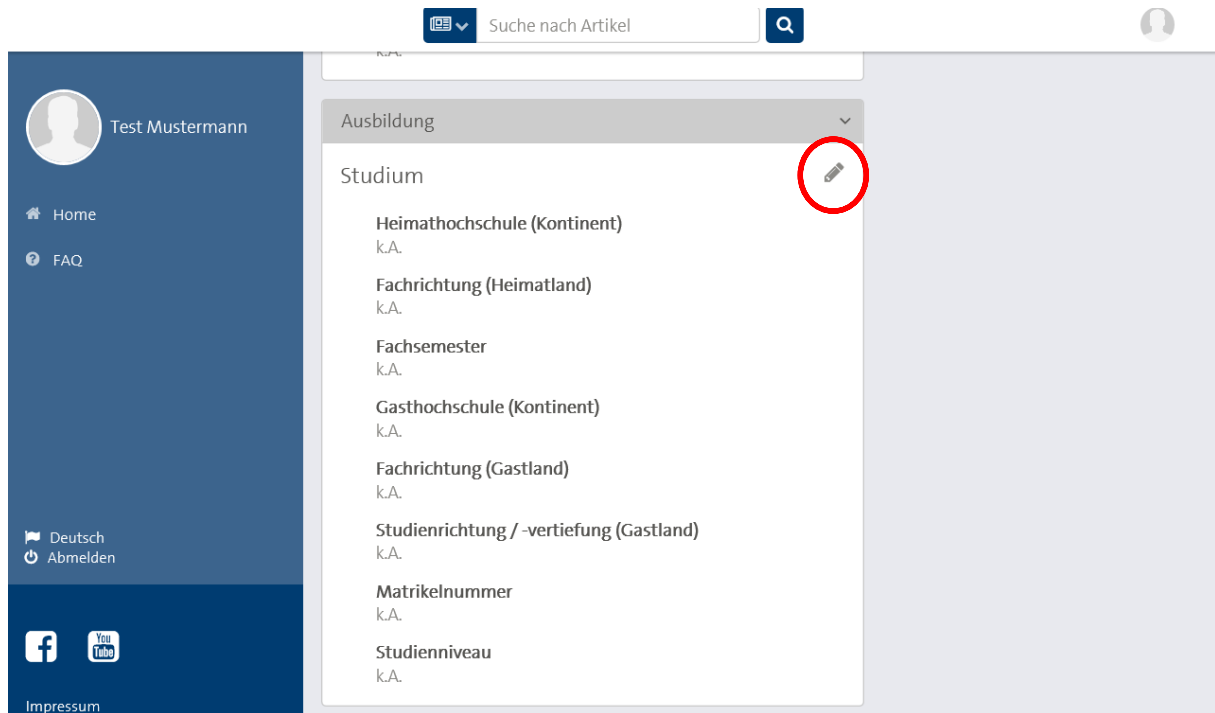 Suche nach Artikel
k.A.
Test Mustermann
Home
FAQ
Deutsch
Abmelden
You
Tube
Impressum
Ausbildung
Studium
Heimathochschule (Kontinent)
k.A.
Fachrichtung (Heimatland)
k.A.
Fachsemester
k.A.
Gasthochschule (Kontinent)
k.A.
Fachrichtung (Gastland)
k.A.
Studienrichtung / -vertiefung (Gastland)
k.A.
Matrikelnummer
k.A.
Studienniveau
k.A.